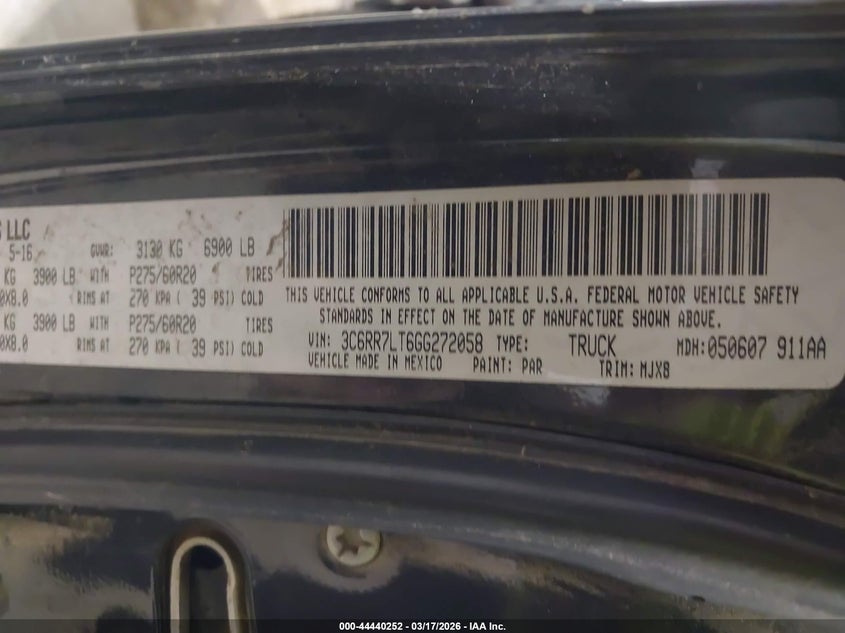 LLC
5-16 GVWR: 3130 KG 6900 LB
KG 3900 LB WITH P275/60R20 TIRES
0X8.0 RIMS AT 270 KPA ( 39 PSI) COLD
KG 3900 LB WITH P275/60R20 TIRES
0X8.0 RIMS AT 270 KPA ( 39 PSI) COLD
THIS VEHICLE CONFORMS TO ALL APPLICABLE U.S.A. FEDERAL MOTOR VEHICLE SAFETY
STANDARDS IN EFFECT ON THE DATE OF MANUFACTURE SHOWN ABOVE.
VIN: 3C6RR7LT6GG272058 TYPE: TRUCK MDH:050607 911AA
VEHICLE MADE IN MEXICO PAINT: PAR TRIM: MJX8
000-44440252 - 03/17/2026 - IAA Inc.